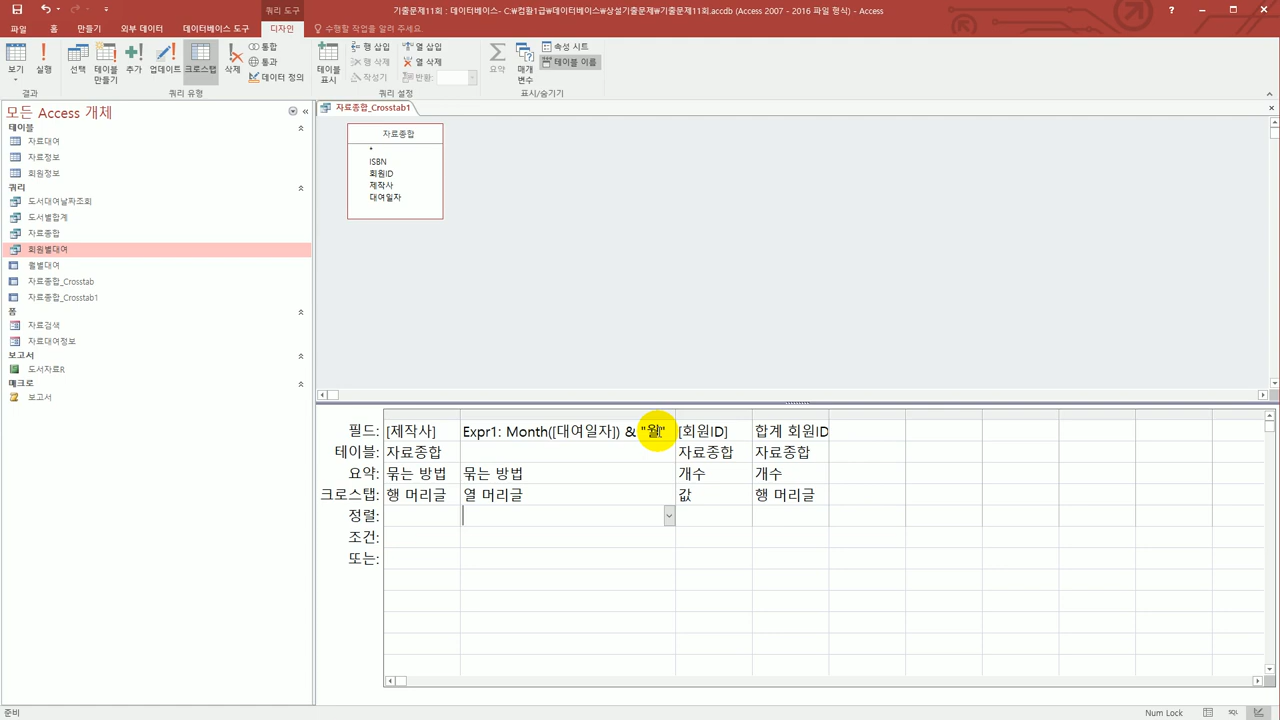 쿼리 도구
기출문제11회 : 데이터베이스- C:￦컴활1급￦데이터베이스￦상설기출문제￦기출문제11회.accdb (Access 2007 - 2016 파일 형식) - Access
파일 홈 만들기 외부 데이터 데이터베이스 도구 디자인 수행할 작업을 알려 주세요.
보기 실행 선택 테이블 만들기 추가 업데이트 크로스탭 삭제 통합 통과 데이터 정의 테이블 표시 행 삽입 행 삭제 작성기 열 삽입 열 삭제 반환: 요약 매개 변수 속성 시트 테이블 이름
결과 쿼리 유형 쿼리 설정 표시/숨기기
모든 Access 개체
테이블
자료대여
자료정보
회원정보
쿼리
도서대여날짜조회
도서별합계
자료종합
회원별대여
월별대여
자료종합_Crosstab
자료종합_Crosstab1
폼
자료검색
자료대여정보
보고서
도서자료R
매크로
보고서
자료종합_Crosstab1
자료종합
*
ISBN
회원ID
제작사
대여일자
필드: [제작사] Expr1: Month([대여일자]) & "월" [회원ID] 합계 회원ID
테이블: 자료종합 자료종합 자료종합
요약: 묶는 방법 묶는 방법 개수 개수
크로스탭: 행 머리글 열 머리글 값 행 머리글
정렬:
조건:
또는:
준비 Num Lock SQL